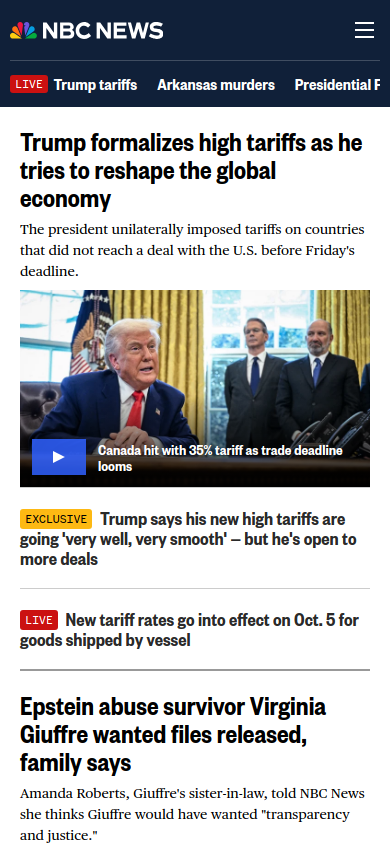 NBC NEWS
LIVE Trump tariffs Arkansas murders Presidential F
Trump formalizes high tariffs as he
tries to reshape the global
economy
The president unilaterally imposed tariffs on countries
that did not reach a deal with the U.S. before Friday's
deadline.
Canada hit with 35% tariff as trade deadline
looms
EXCLUSIVE Trump says his new high tariffs are
going 'very well, very smooth' – but he's open to
more deals
LIVE New tariff rates go into effect on Oct. 5 for
goods shipped by vessel
Epstein abuse survivor Virginia
Giuffre wanted files released,
family says
Amanda Roberts, Giuffre's sister-in-law, told NBC News
she thinks Giuffre would have wanted "transparency
and justice."